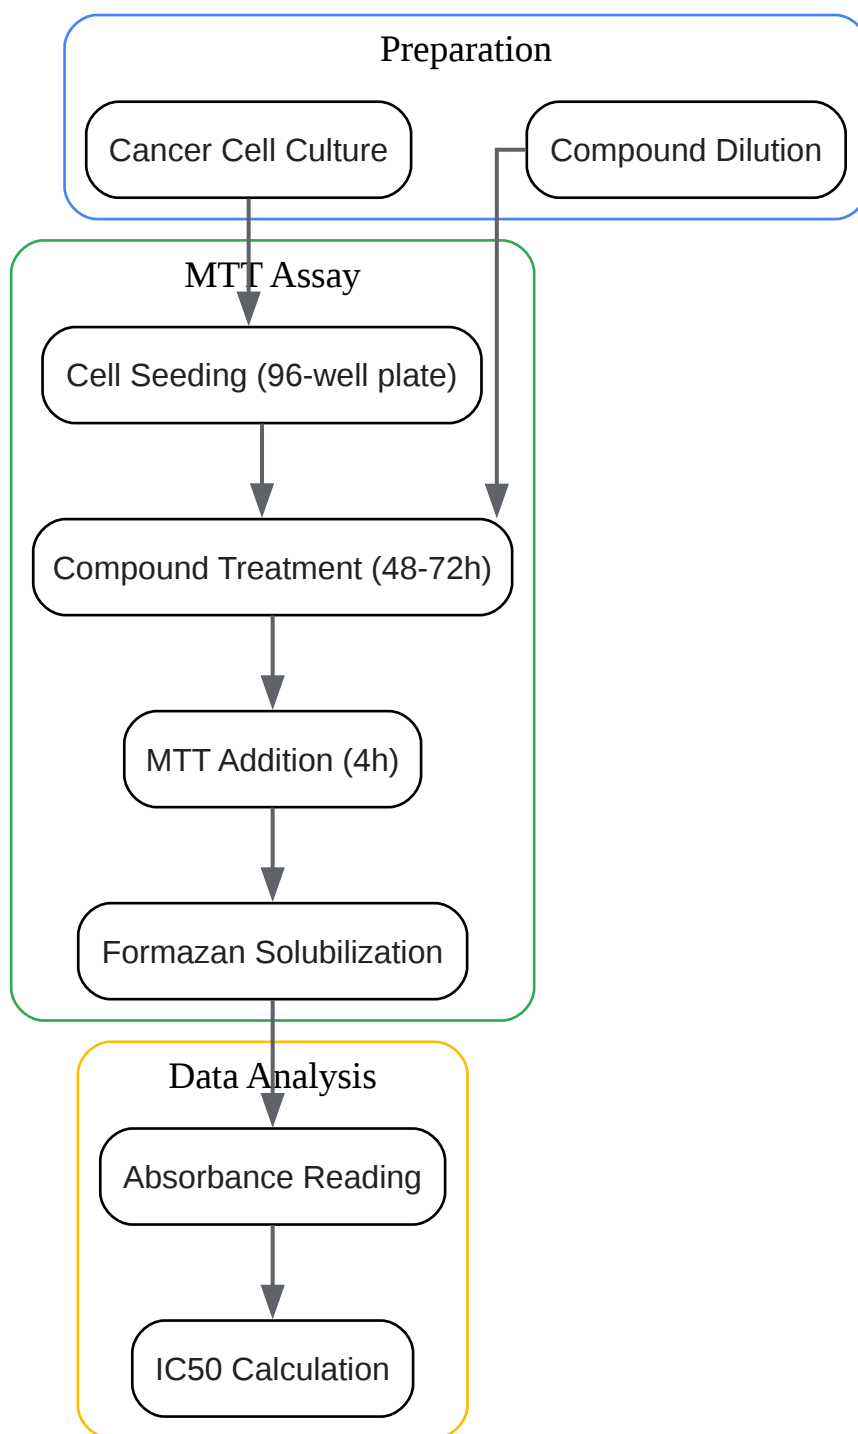 Preparation
Cancer Cell Culture
Compound Dilution
MTT Assay
Cell Seeding (96-well plate)
Compound Treatment (48-72h)
MTT Addition (4h)
Formazan Solubilization
Data Analysis
Absorbance Reading
IC50 Calculation